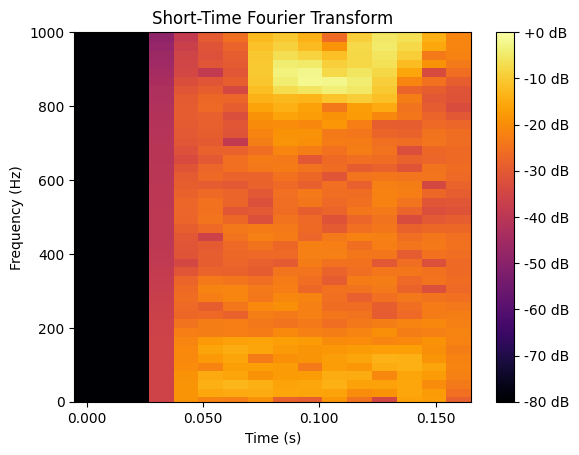 Short-Time Fourier Transform
1000
800
600
400
200
0
Frequency (Hz)
0.000
0.050
0.100
0.150
Time (s)
+0 dB
-10 dB
-20 dB
-30 dB
-40 dB
-50 dB
-60 dB
-70 dB
-80 dB